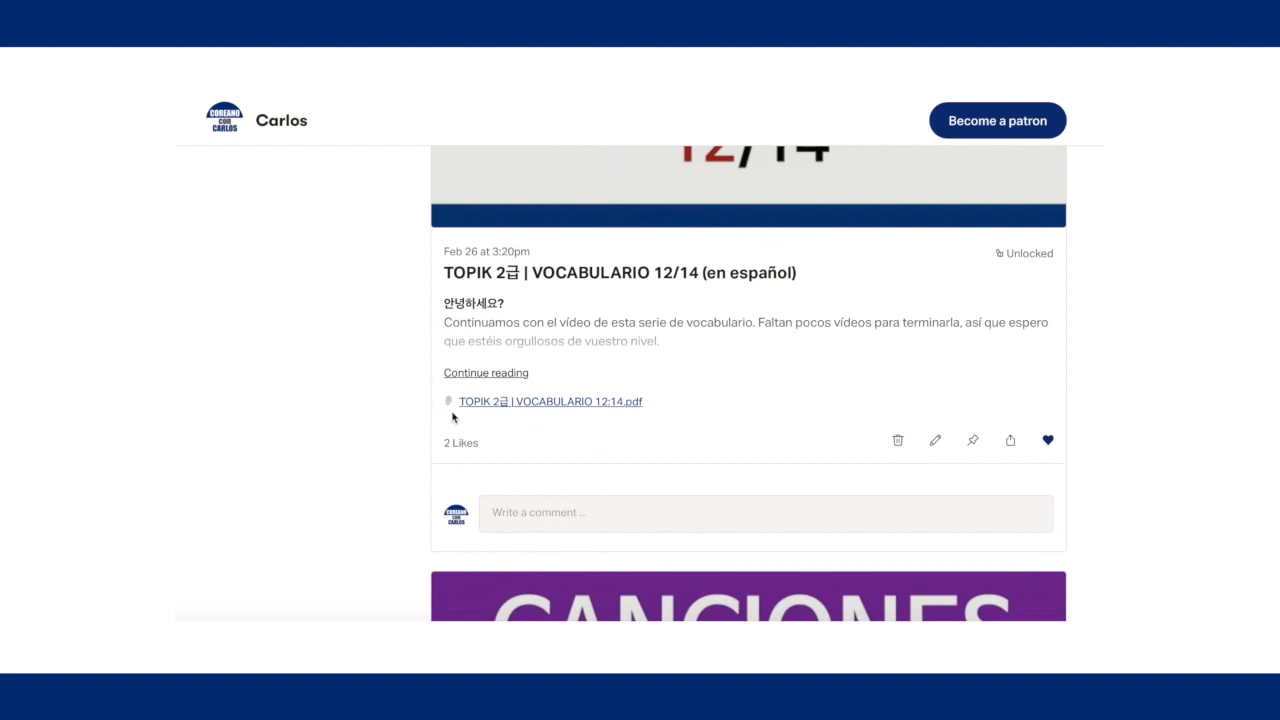 COREANO
CON
CARLOS
Carlos
Become a patron
12/14
Feb 26 at 3:20pm
Unlocked
TOPIK 2급 | VOCABULARIO 12/14 (en español)
안녕하세요?
Continuamos con el vídeo de esta serie de vocabulario. Faltan pocos vídeos para terminarla, así que espero
que estéis orgullosos de vuestro nivel.
Continue reading
TOPIK 2급 | VOCABULARIO 12:14.pdf
2 Likes
COREANO
CON
CARLOS
Write a comment ...
CANCIONES